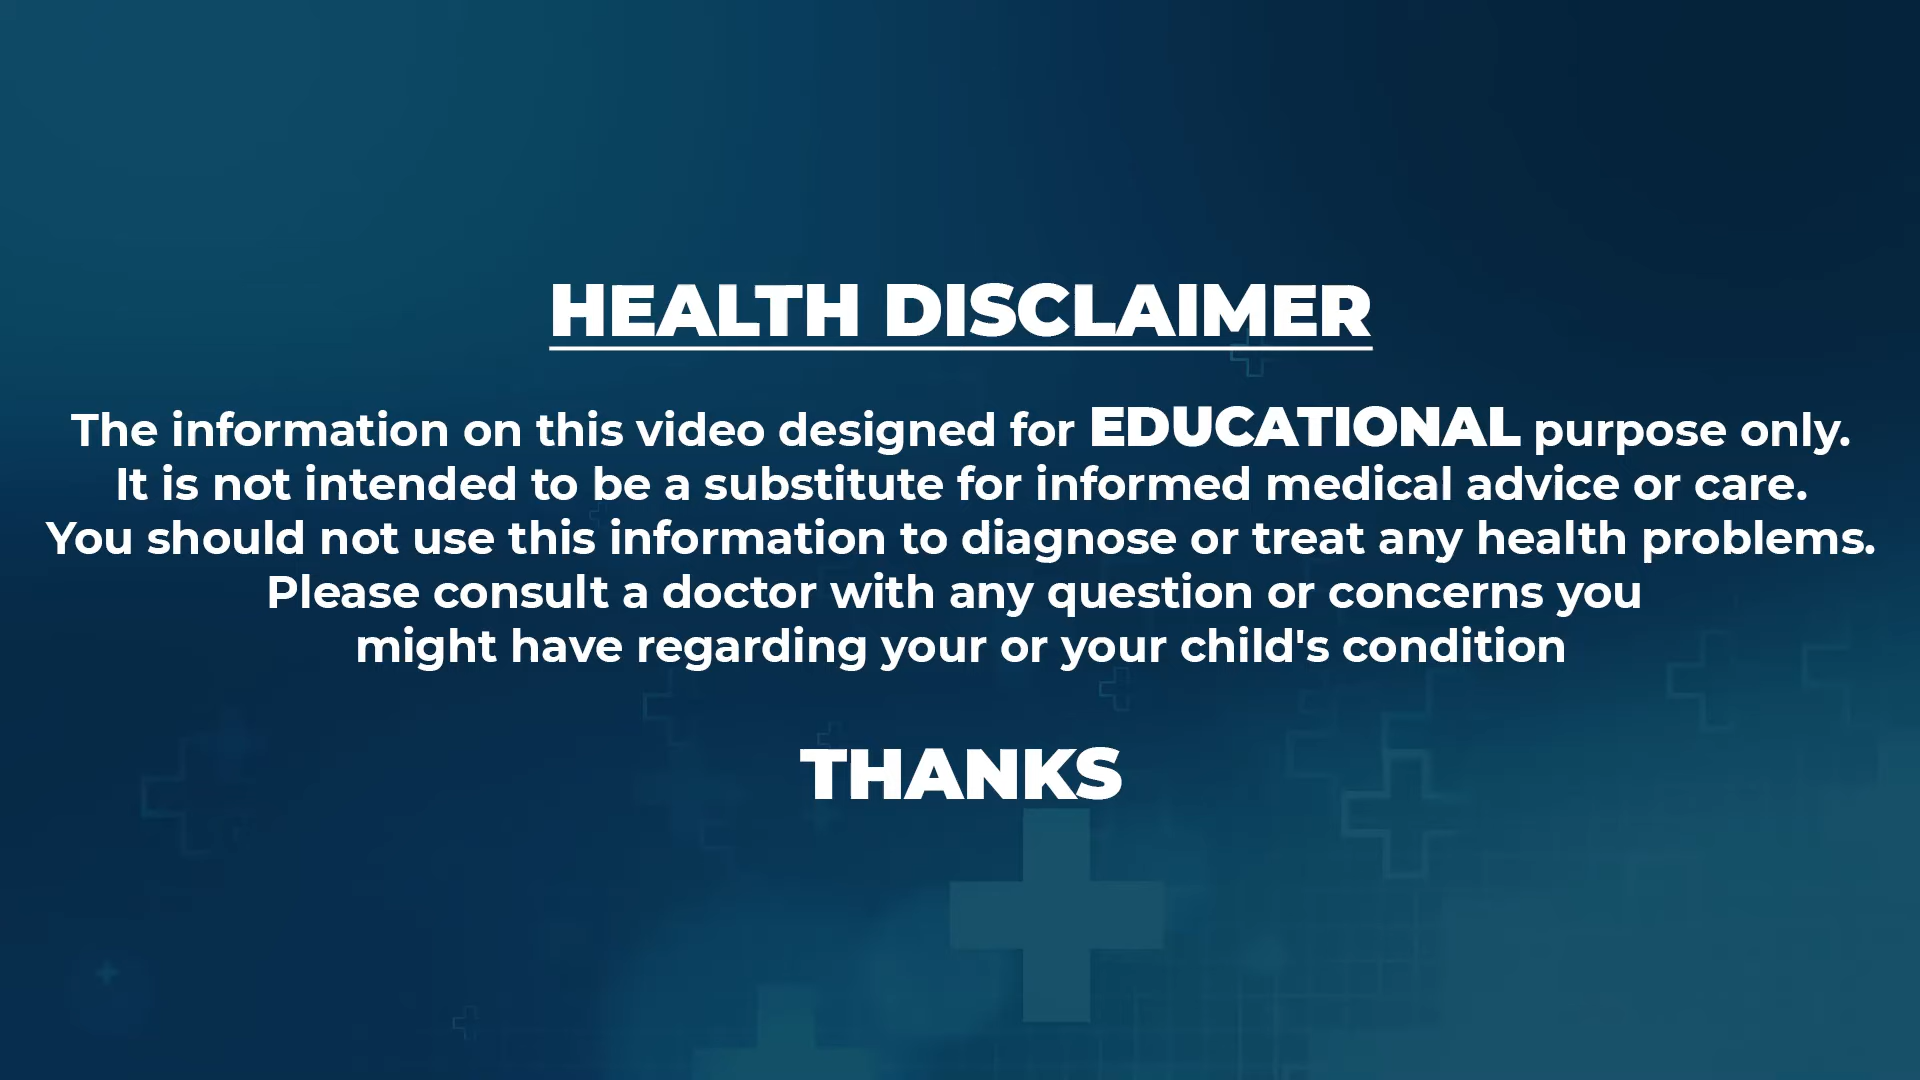 HEALTH DISCLAIMER
The information on this video designed for EDUCATIONAL purpose only.
It is not intended to be a substitute for informed medical advice or care.
You should not use this information to diagnose or treat any health problems.
Please consult a doctor with any question or concerns you
might have regarding your or your child's condition
THANKS